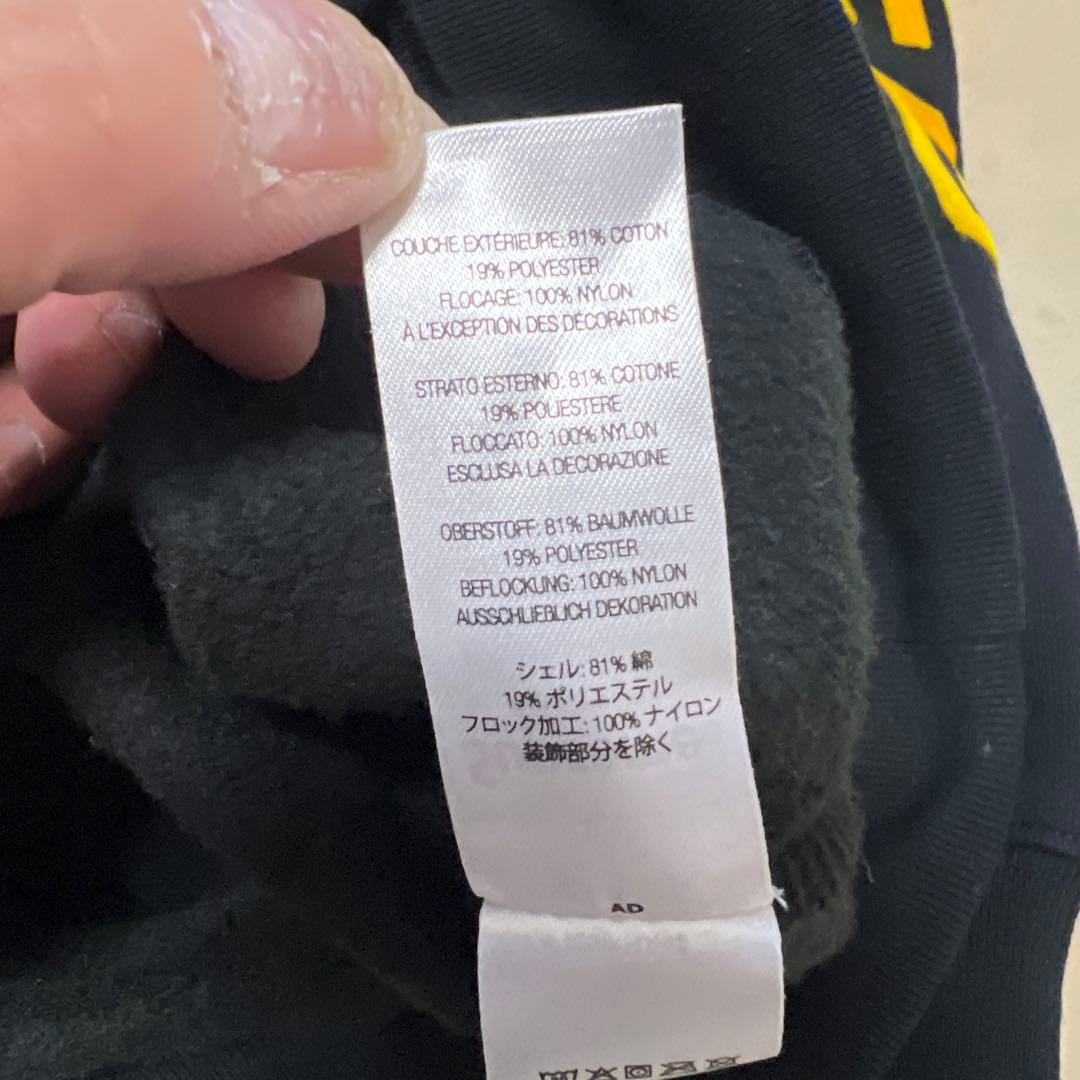 COUCHE EXTÉRIEURE: 81% COTON
19% POLYESTER
FLOCAGE: 100% NYLON
À L'EXCEPTION DES DÉCORATIONS
STRATO ESTERNO: 81% COTONE
19% POLIESTERE
FLOCCATO: 100% NYLON
ESCLUSA LA DECORAZIONE
OBERSTOFF: 81% BAUMWOLLE
19% POLYESTER
BEFLOCKUNG: 100% NYLON
AUSSCHLIEBLICH DEKORATION
シェル: 81% 綿
19% ポリエステル
フロック加工: 100% ナイロン
装飾部分を除く
AD